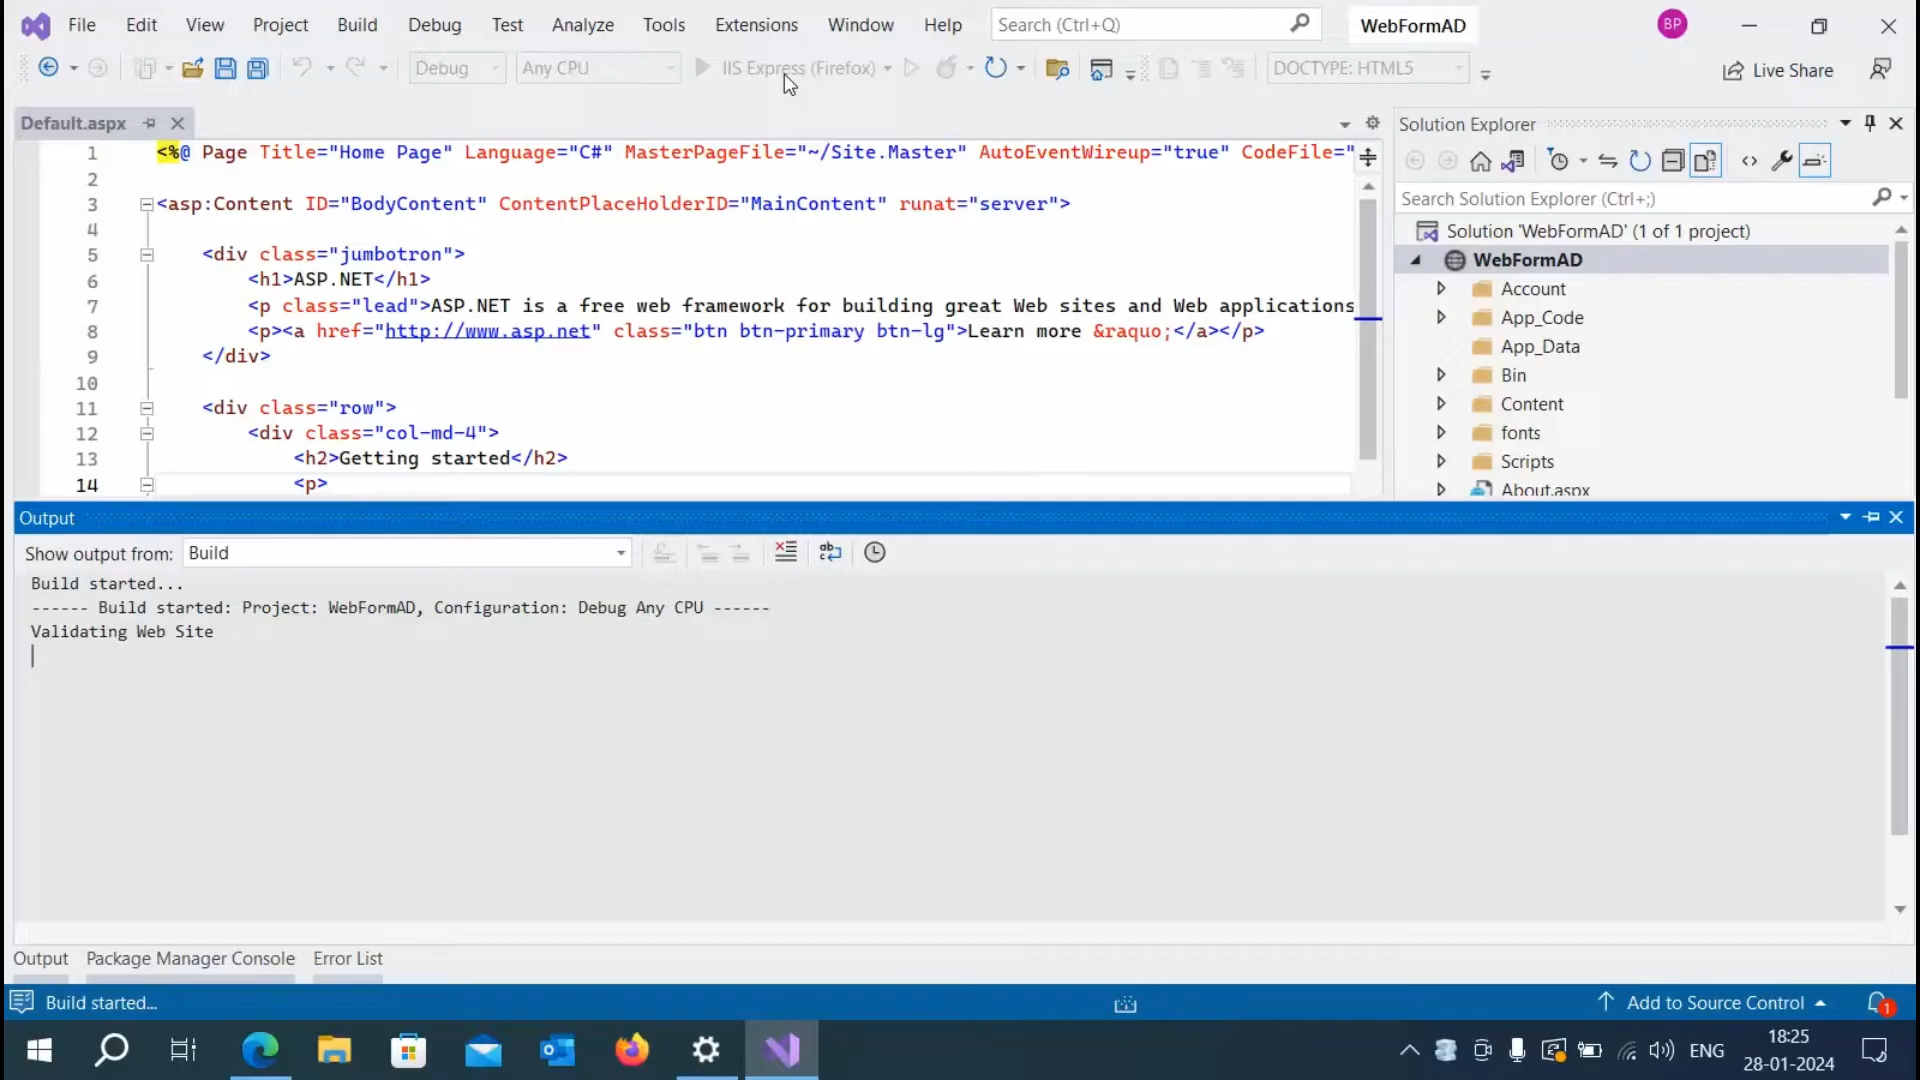 File Edit View Project Build Debug Test Analyze Tools Extensions Window Help Search (Ctrl+Q) WebFormAD BP
Debug Any CPU IIS Express (Firefox) DOCTYPE: HTML5 Live Share
Default.aspx
1 <%@ Page Title="Home Page" Language="C#" MasterPageFile="~/Site.Master" AutoEventWireup="true" CodeFile="
2
3 <asp:Content ID="BodyContent" ContentPlaceHolderID="MainContent" runat="server">
4
5 <div class="jumbotron">
6 <h1>ASP.NET</h1>
7 <p class="lead">ASP.NET is a free web framework for building great Web sites and Web applications
8 <p><a href="http://www.asp.net" class="btn btn-primary btn-lg">Learn more &raquo;</a></p>
9 </div>
10
11 <div class="row">
12 <div class="col-md-4">
13 <h2>Getting started</h2>
14 <p>
Solution Explorer
Search Solution Explorer (Ctrl+;)
Solution 'WebFormAD' (1 of 1 project)
WebFormAD
Account
App_Code
App_Data
Bin
Content
fonts
Scripts
About.aspx
Output
Show output from: Build
Build started...
------ Build started: Project: WebFormAD, Configuration: Debug Any CPU ------
Validating Web Site
Output Package Manager Console Error List
Build started... Add to Source Control 1
ENG 18:25
28-01-2024